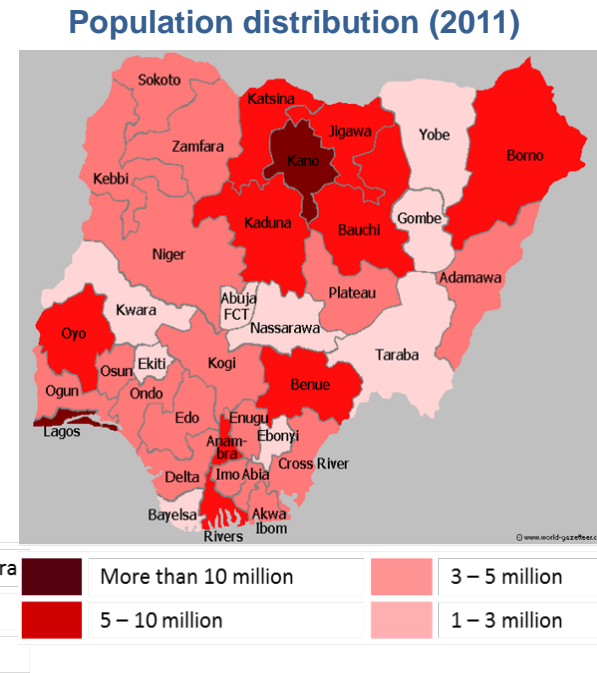 Population distribution (2011)
Sokoto
Katsina
Jigawa
Yobe
Zamfara
Kano
Borno
Kebbi
Kaduna
Gombe
Bauchi
Niger
Adamawa
Plateau
Abuja
FCT
Kwara
Nassarawa
Oyo
Taraba
Ekiti
Kogi
Osun
Benue
Ogun
Ondo
Edo
Enugu
Lagos
Anam-
bra
Ebonyi
Cross River
Delta
Imo
Abia
Bayelsa
Akwa
Ibom
Rivers
© www.world-gazetteer.c
ra
More than 10 million
3 – 5 million
5 – 10 million
1 – 3 million